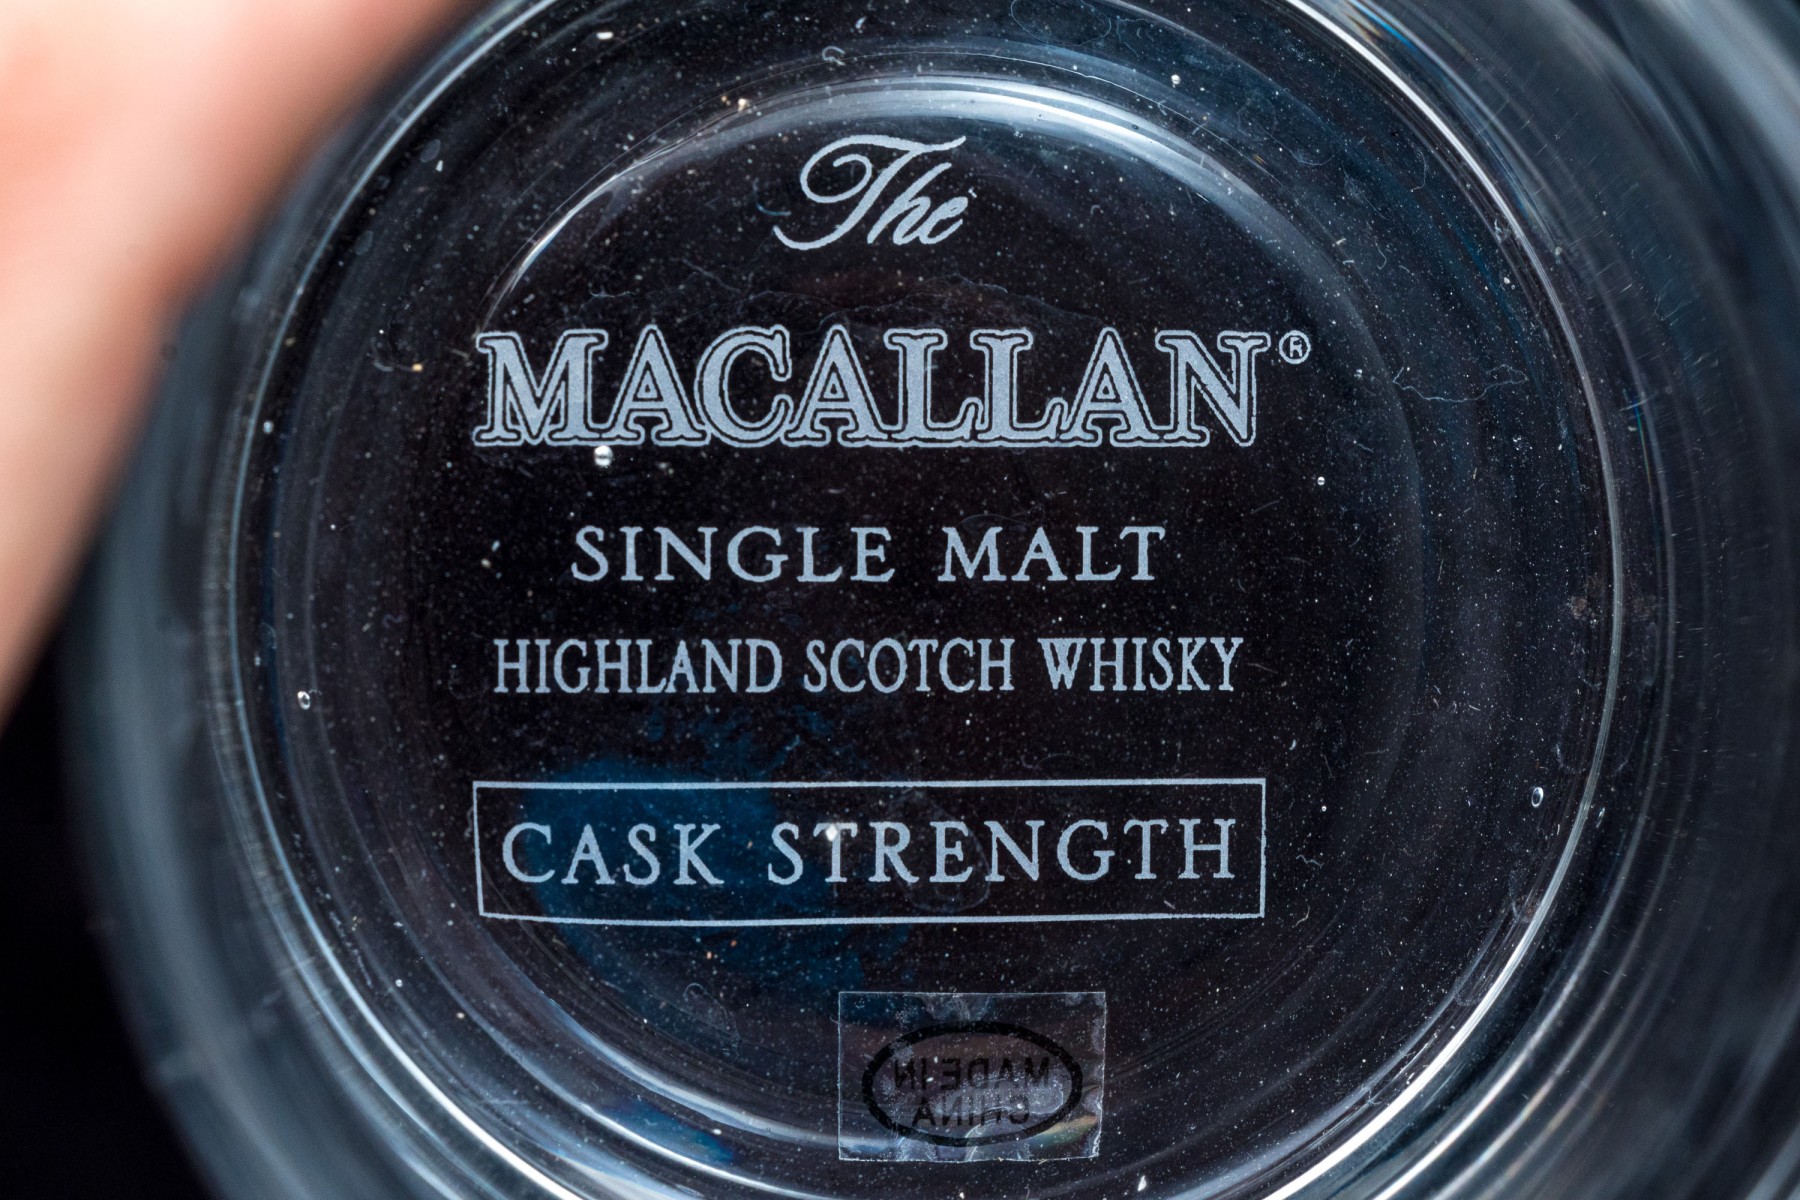 The
MACALLAN®
SINGLE MALT
HIGHLAND SCOTCH WHISKY
CASK STRENGTH
MADE IN
CHINA